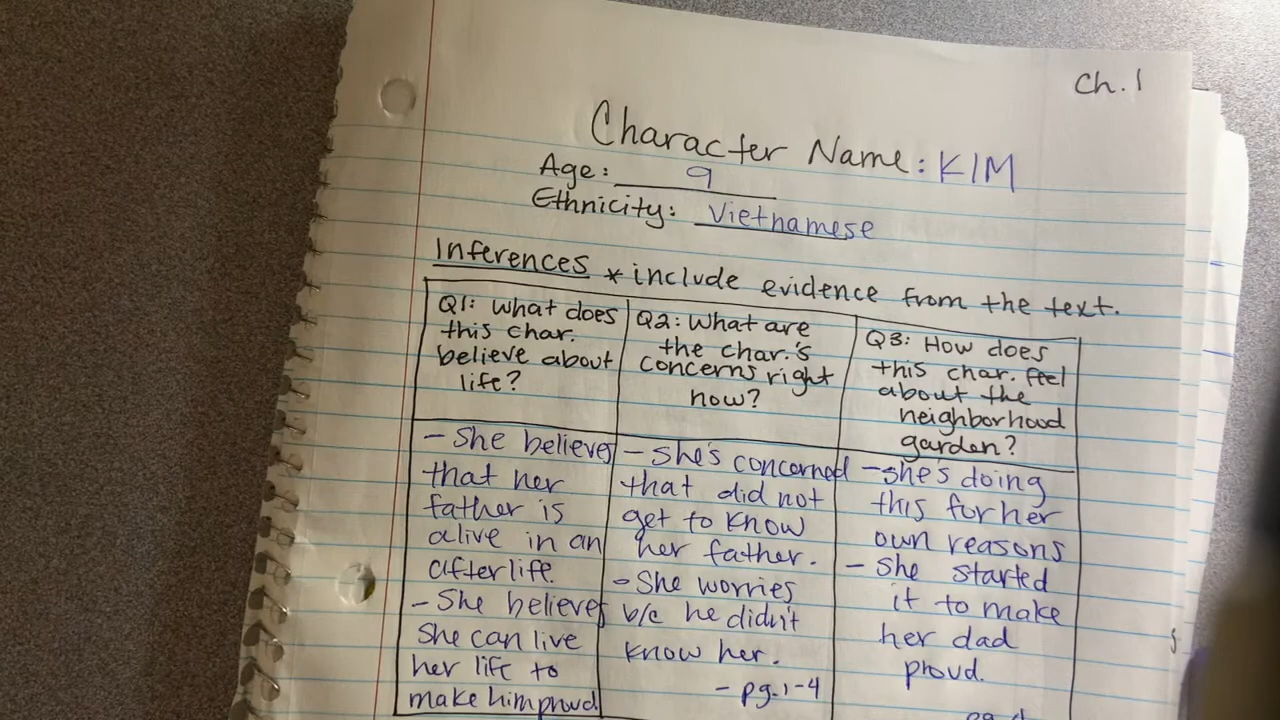 Ch. 1
Character Name: KIM
Age: 9
Ethnicity: Vietnamese
Inferences * include evidence from the text.
Q1: What does
this char.
believe about
life?
Q2: What are
the char.'s
concerns right
now?
Q3: How does
this char. feel
about the
neighborhood
garden?
- She believes
that her
father is
alive in an
afterlife.
- She believes
she can live
her life to
make him proud
- She's concerned
that did not
get to know
her father.
- She worries
b/c he didn't
know her.
- pg. 1-4
- she's doing
this for her
own reasons
- She started
it to make
her dad
proud.